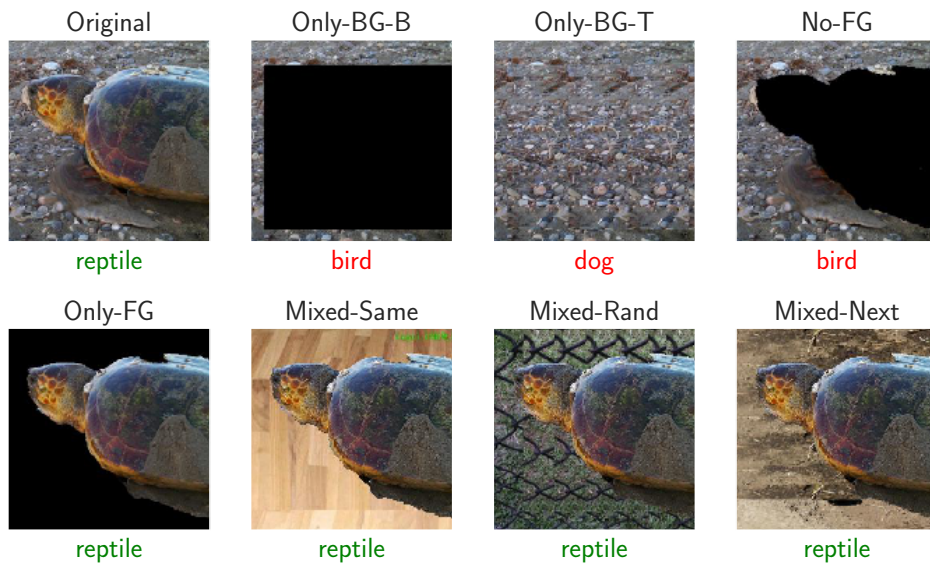 Original Only-BG-B Only-BG-T No-FG
reptile bird dog bird
Only-FG Mixed-Same Mixed-Rand Mixed-Next
reptile reptile reptile reptile